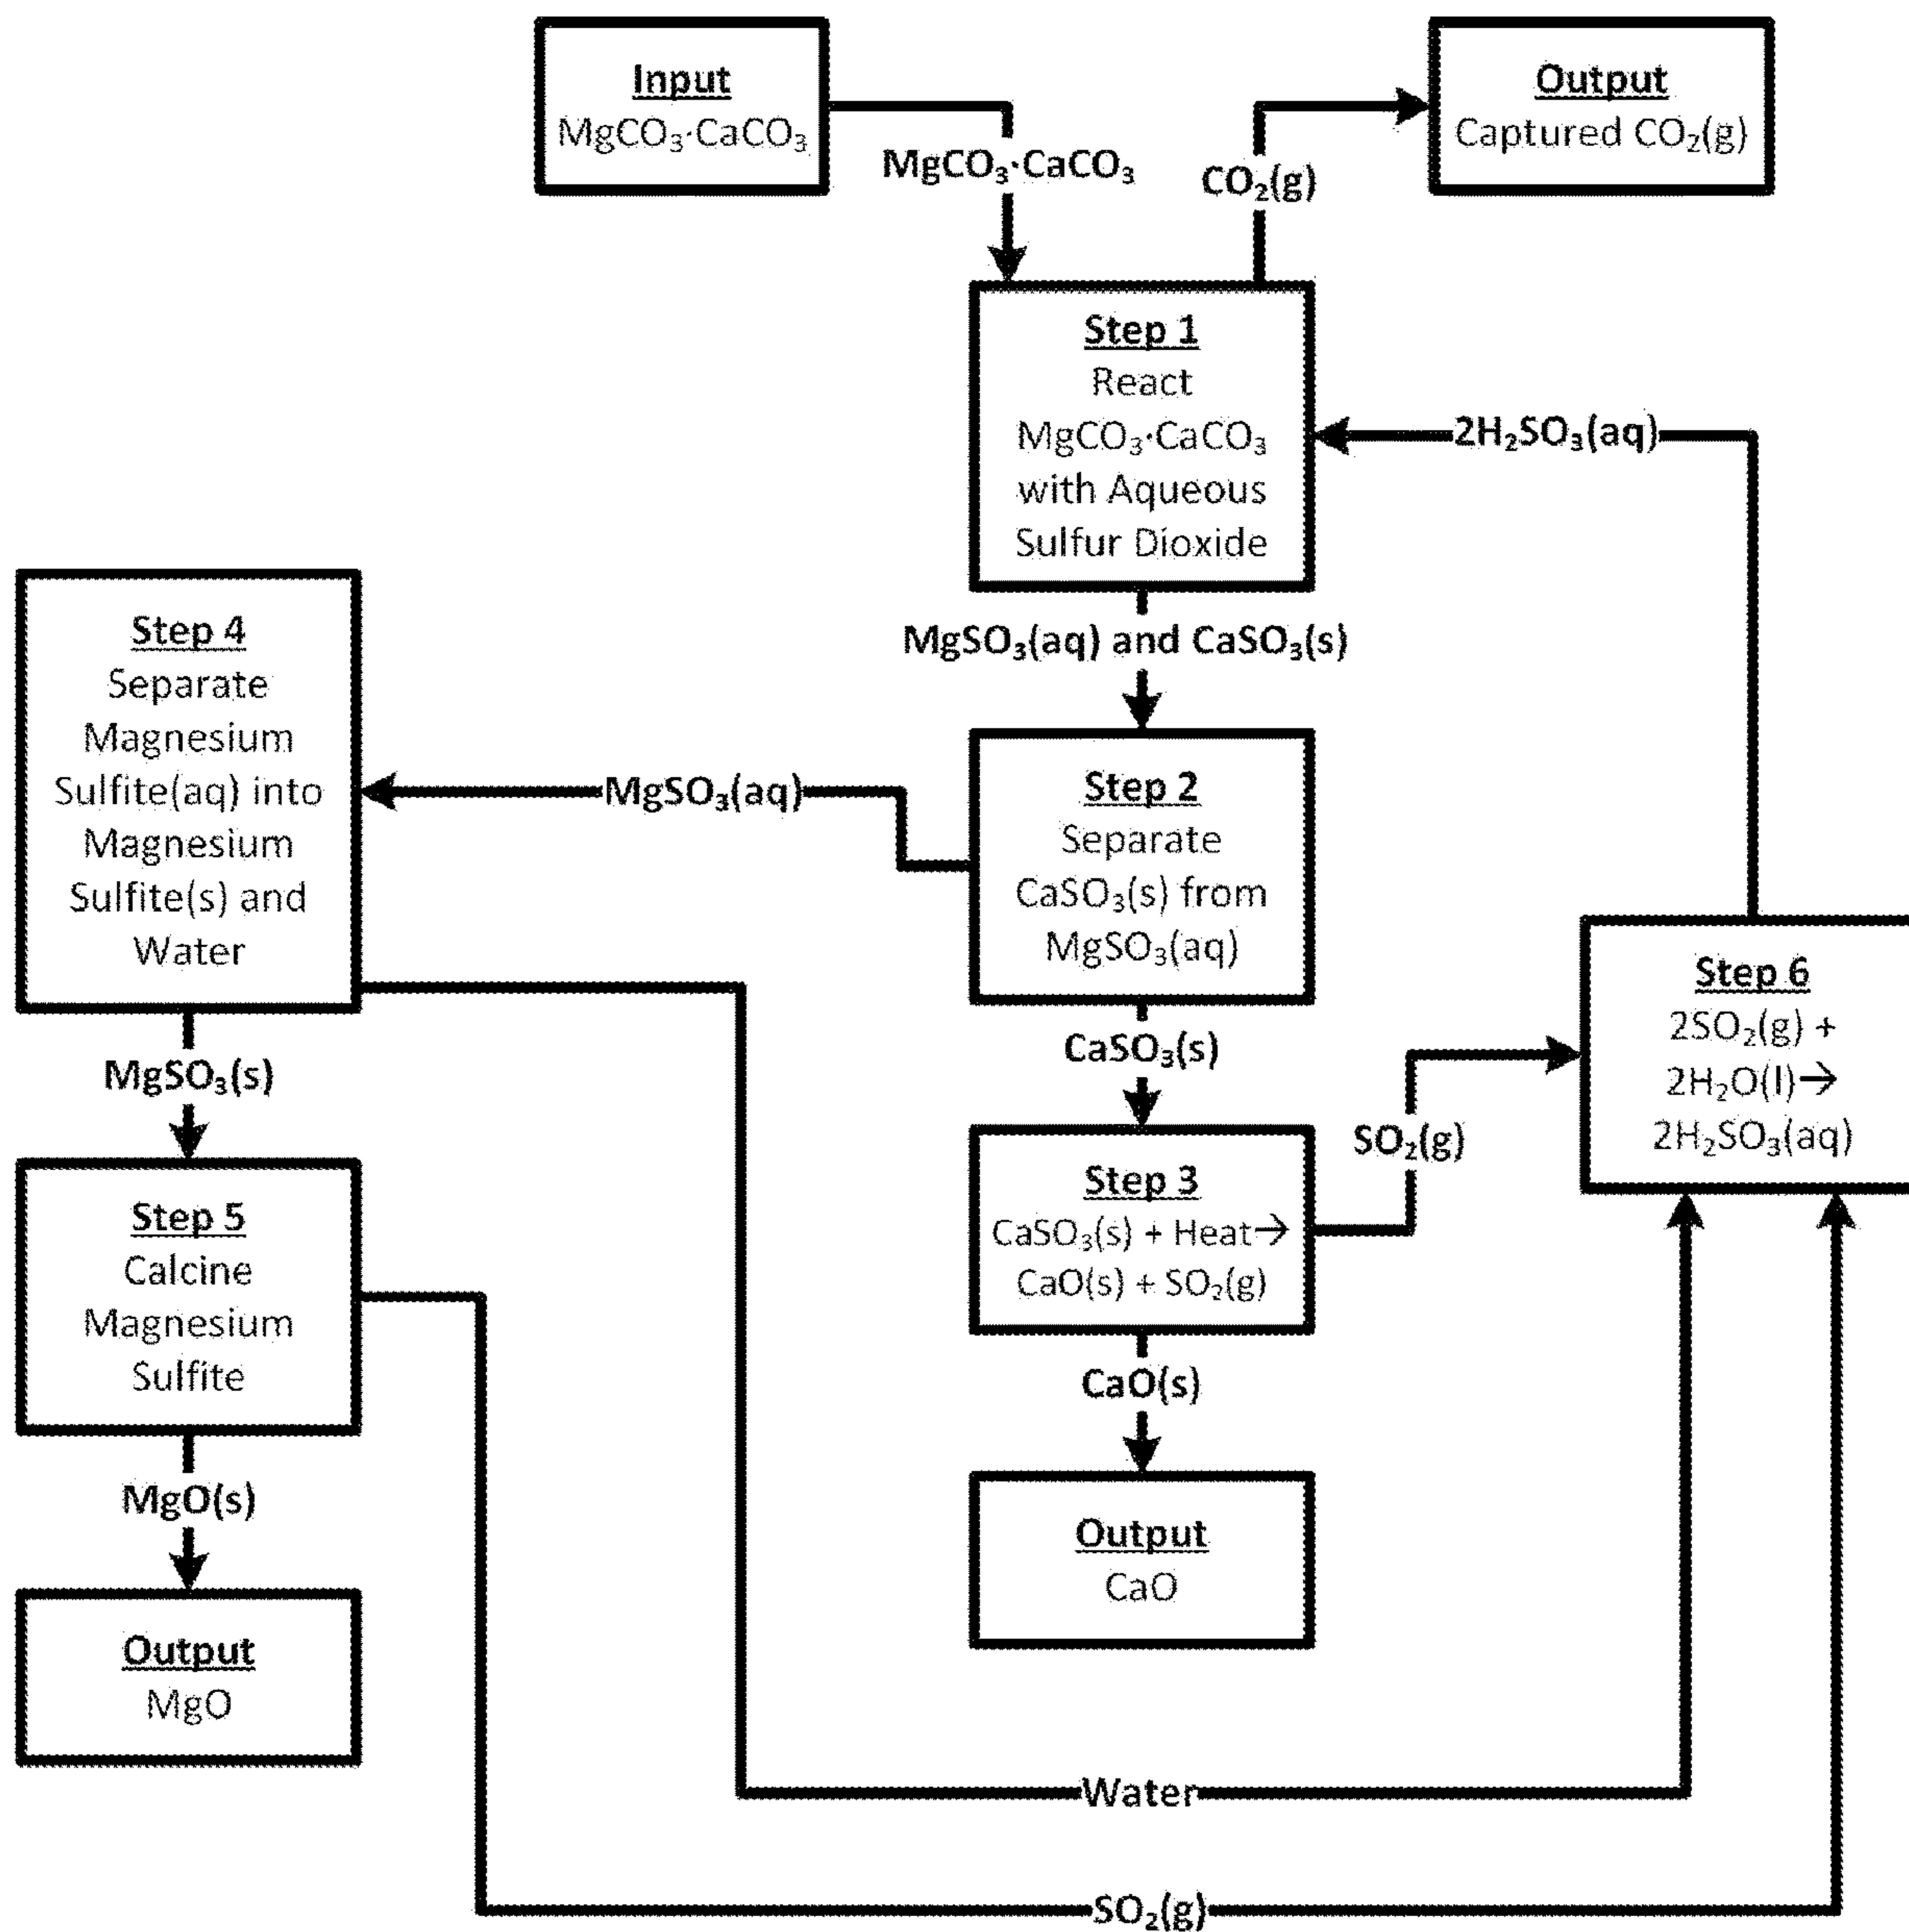 Input
MgCO₃·CaCO₃
Output
Captured CO₂(g)
MgCO₃·CaCO₃
CO₂(g)
Step 1
React
MgCO₃·CaCO₃
with Aqueous
Sulfur Dioxide
2H₂SO₃(aq)
MgSO₃(aq) and CaSO₃(s)
Step 4
Separate
Magnesium
Sulfite(aq) into
Magnesium
Sulfite(s) and
Water
MgSO₃(aq)
Step 2
Separate
CaSO₃(s) from
MgSO₃(aq)
Step 6
2SO₂(g) +
2H₂O(l)→
2H₂SO₃(aq)
MgSO₃(s)
CaSO₃(s)
SO₂(g)
Step 5
Calcine
Magnesium
Sulfite
Step 3
CaSO₃(s) + Heat→
CaO(s) + SO₂(g)
CaO(s)
MgO(s)
Output
CaO
Output
MgO
Water
SO₂(g)